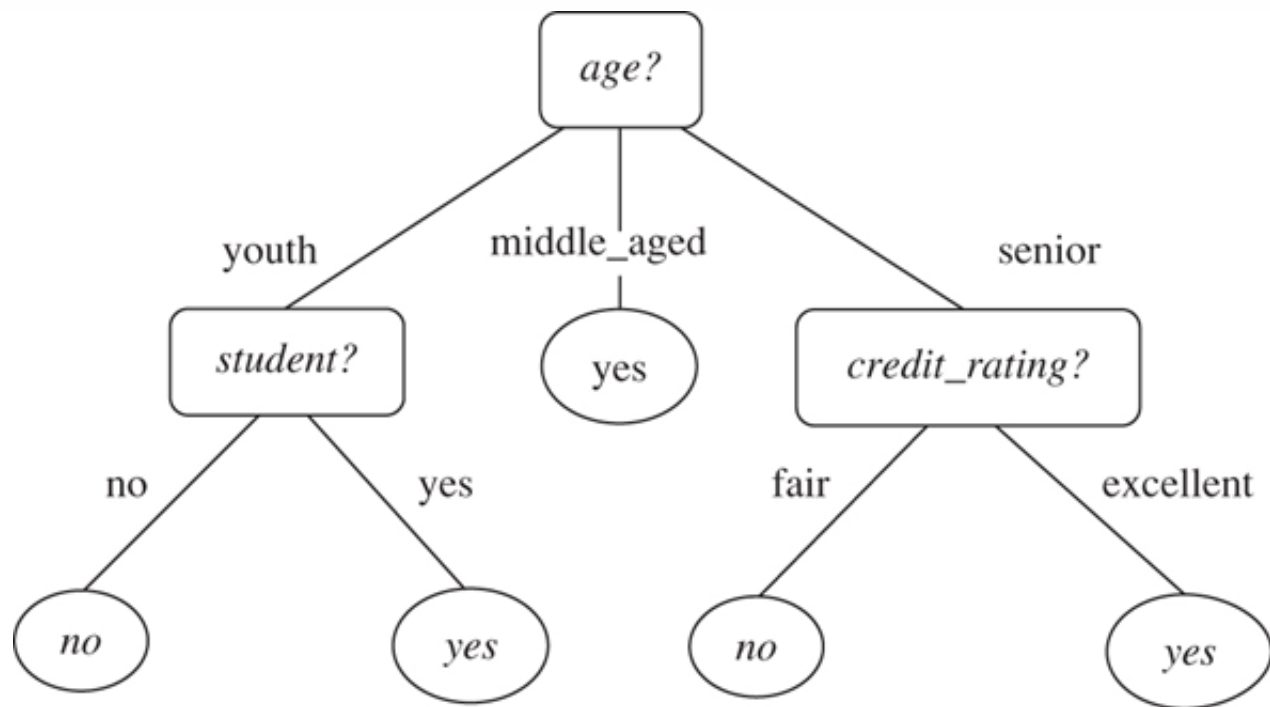 age?
youth
middle_aged
senior
student?
yes
credit_rating?
no
yes
fair
excellent
no
yes
no
yes